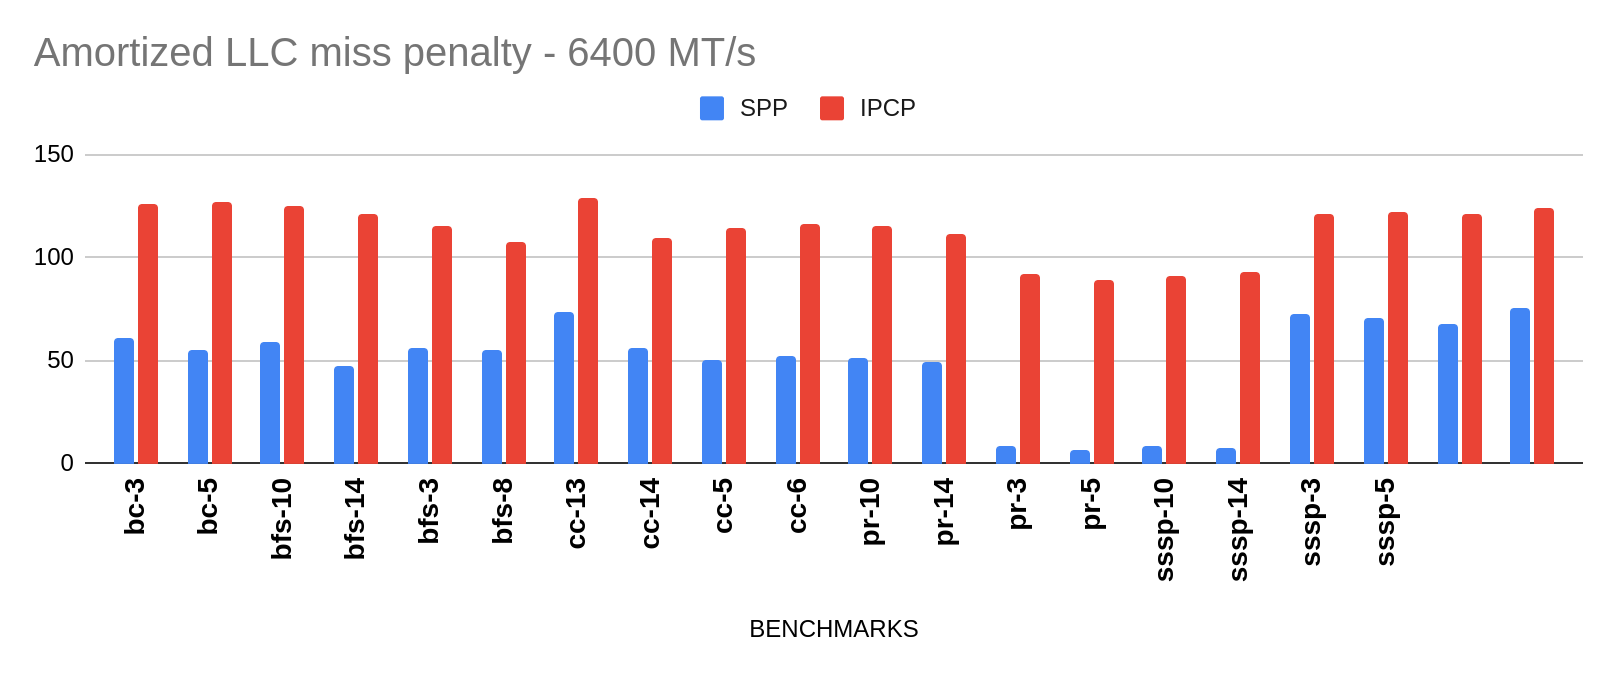 Amortized LLC miss penalty - 6400 MT/s
SPP IPCP
150
100
50
0
bc-3 bc-5 bfs-10 bfs-14 bfs-3 bfs-8 cc-13 cc-14 cc-5 cc-6 pr-10 pr-14 pr-3 pr-5 sssp-10 sssp-14 sssp-3 sssp-5
BENCHMARKS